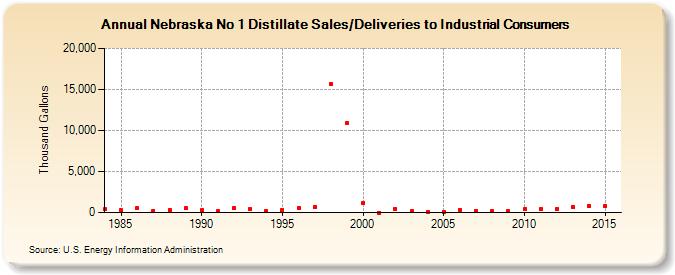 Annual Nebraska No 1 Distillate Sales/Deliveries to Industrial Consumers
Thousand Gallons
20,000
15,000
10,000
5,000
0
1985 1990 1995 2000 2005 2010 2015
Source: U.S. Energy Information Administration